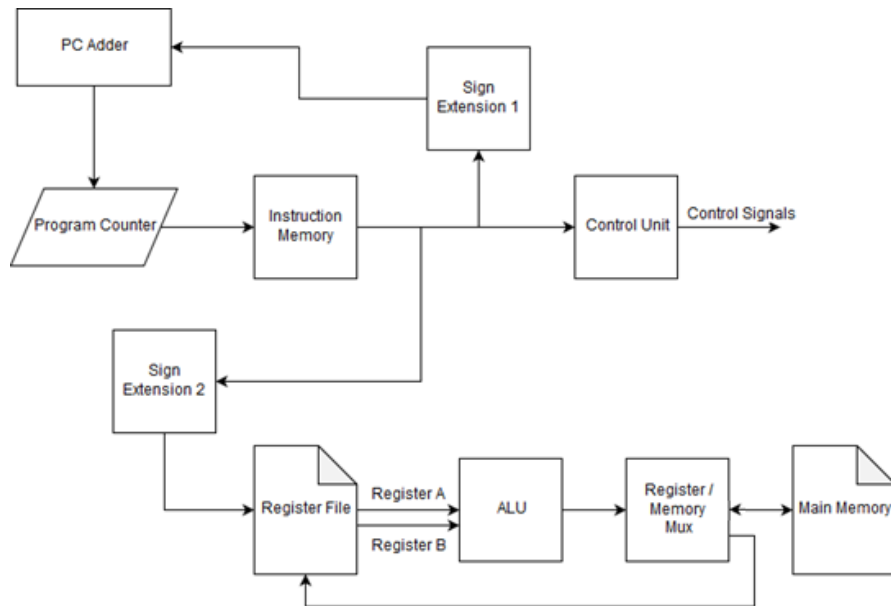 PC Adder
Sign
Extension 1
Program Counter
Instruction
Memory
Control Unit
Control Signals
Sign
Extension 2
Register File
Register A
Register B
ALU
Register /
Memory
Mux
Main Memory